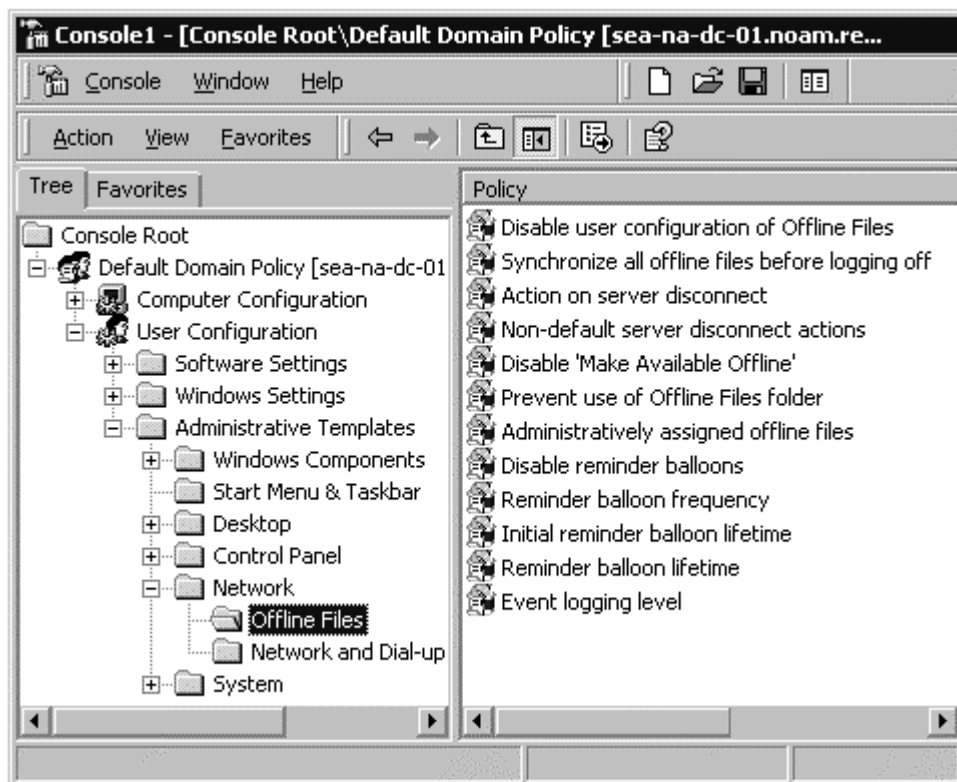 Console1 - [Console Root\Default Domain Policy [sea-na-dc-01.noam.re...
Console Window Help
Action View Favorites
Tree Favorites
Console Root
Default Domain Policy [sea-na-dc-01
Computer Configuration
User Configuration
Software Settings
Windows Settings
Administrative Templates
Windows Components
Start Menu & Taskbar
Desktop
Control Panel
Network
Offline Files
Network and Dial-up
System
Policy
Disable user configuration of Offline Files
Synchronize all offline files before logging off
Action on server disconnect
Non-default server disconnect actions
Disable 'Make Available Offline'
Prevent use of Offline Files folder
Administratively assigned offline files
Disable reminder balloons
Reminder balloon frequency
Initial reminder balloon lifetime
Reminder balloon lifetime
Event logging level